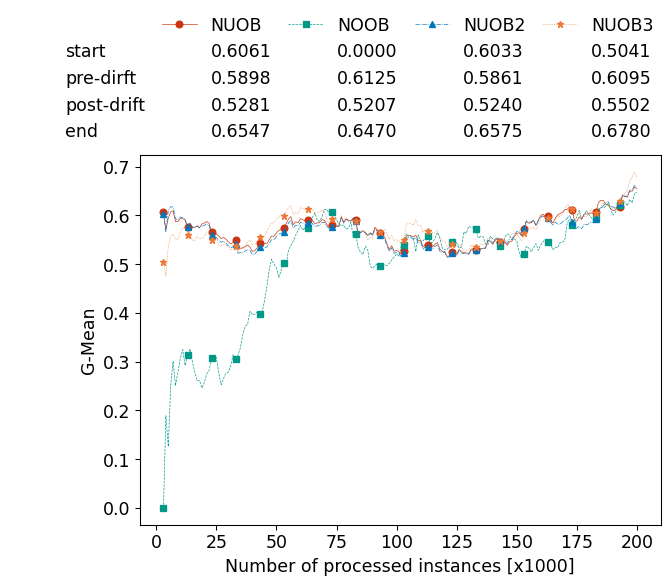 NUOB NOOB NUOB2 NUOB3
start 0.6061 0.0000 0.6033 0.5041
pre-dirft 0.5898 0.6125 0.5861 0.6095
post-drift 0.5281 0.5207 0.5240 0.5502
end 0.6547 0.6470 0.6575 0.6780
0.7
0.6
0.5
0.4
0.3
0.2
0.1
0.0
G-Mean
0 25 50 75 100 125 150 175 200
Number of processed instances [x1000]